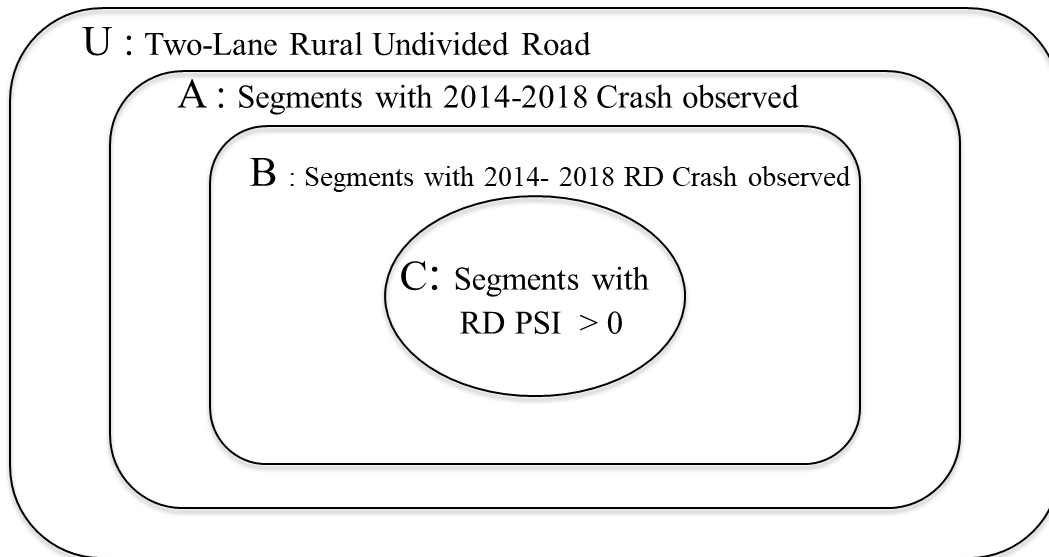 U : Two-Lane Rural Undivided Road
A : Segments with 2014-2018 Crash observed
B : Segments with 2014- 2018 RD Crash observed
C: Segments with
RD PSI > 0